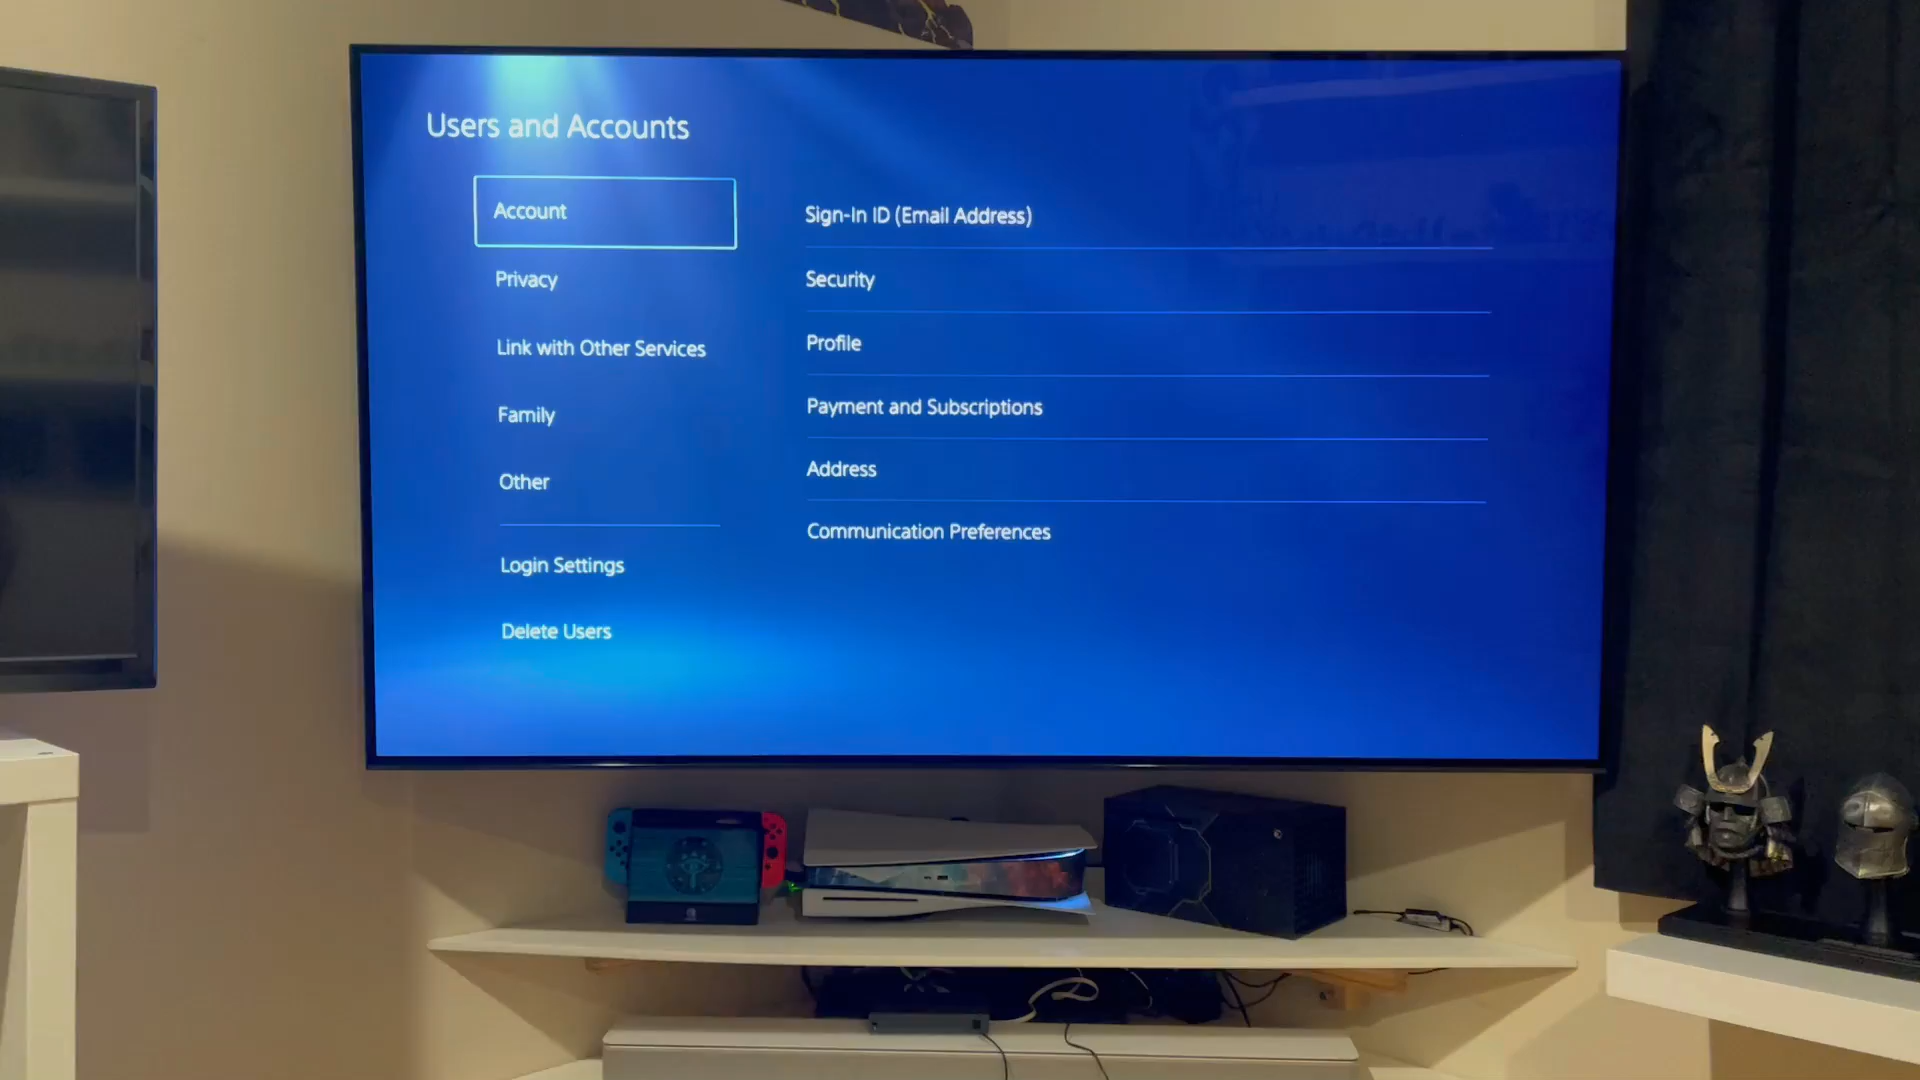 Users and Accounts
Account
Privacy
Link with Other Services
Family
Other
Login Settings
Delete Users
Sign-In ID (Email Address)
Security
Profile
Payment and Subscriptions
Address
Communication Preferences